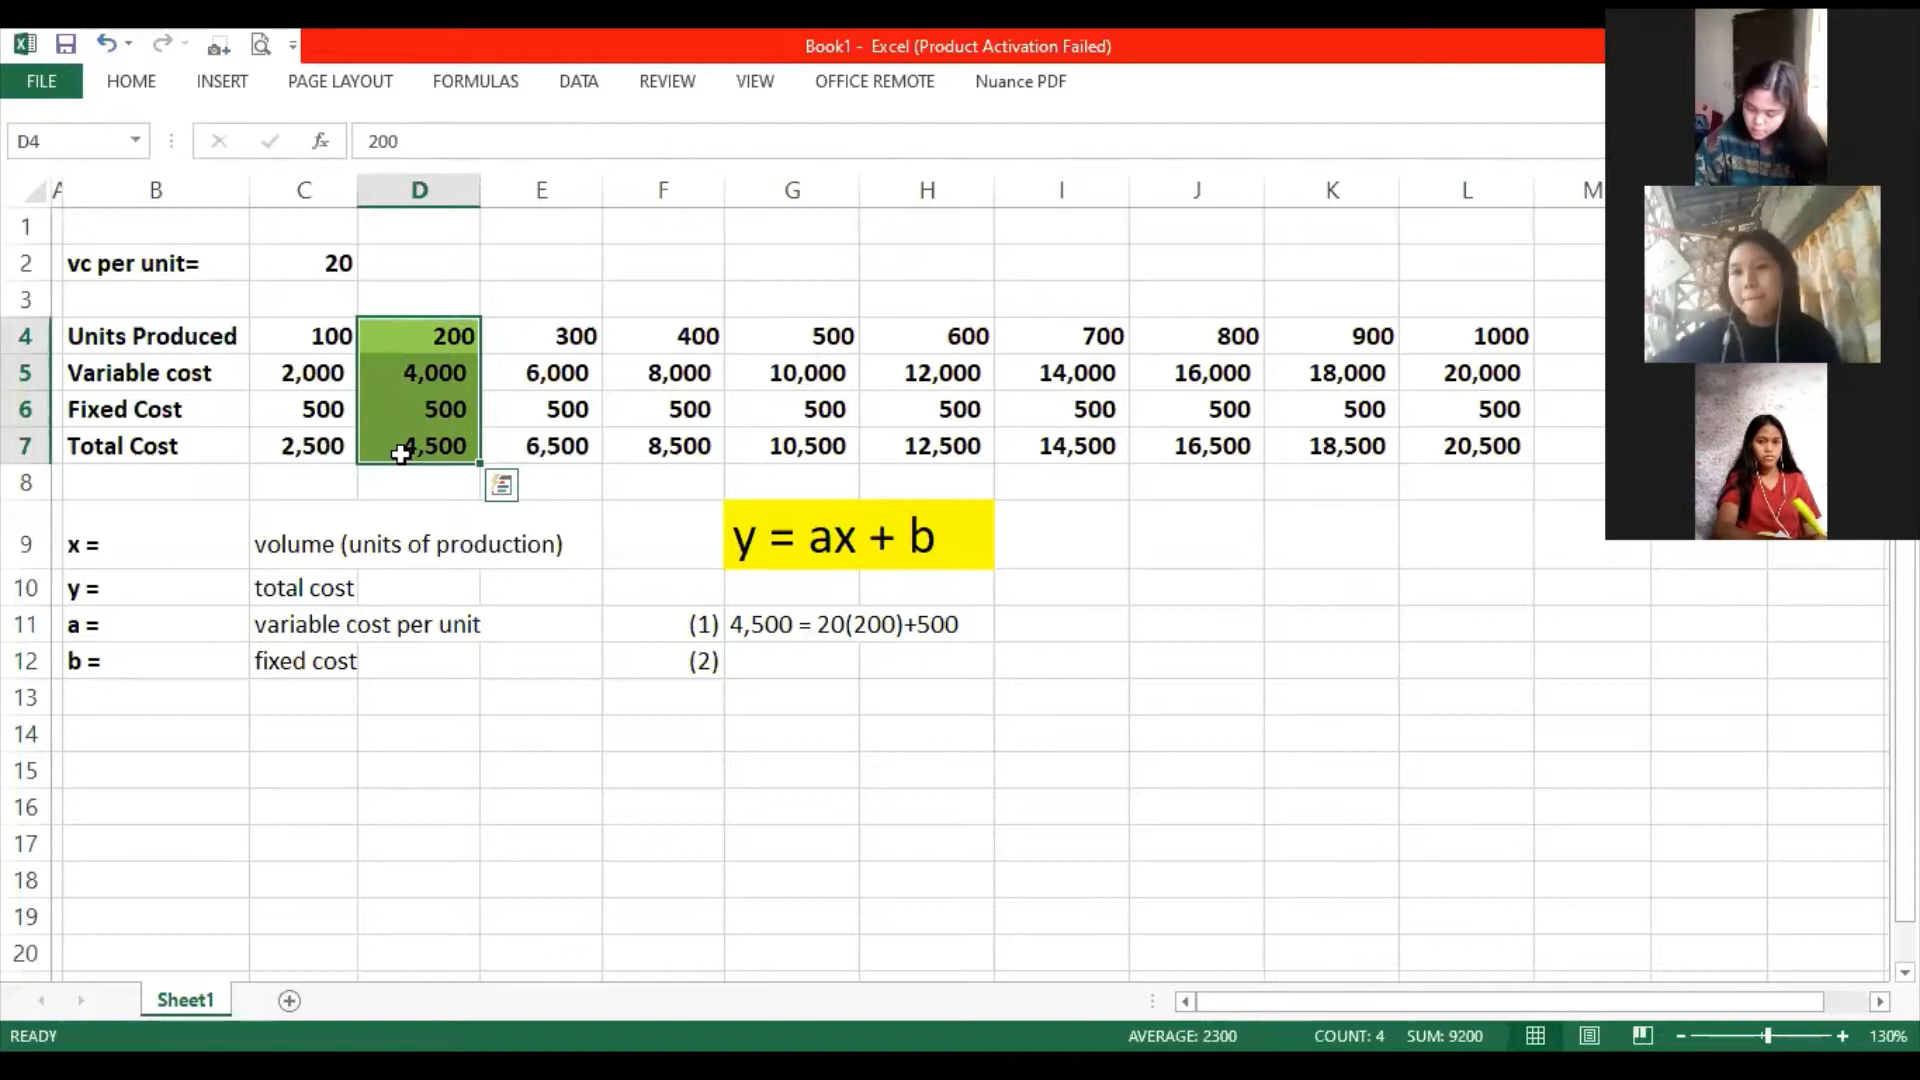 Book1 - Excel (Product Activation Failed)
FILE HOME INSERT PAGE LAYOUT FORMULAS DATA REVIEW VIEW OFFICE REMOTE Nuance PDF
D4 fx 200
A B C D E F G H I J K L M
1
2 vc per unit= 20
3
4 Units Produced 100 200 300 400 500 600 700 800 900 1000
5 Variable cost 2,000 4,000 6,000 8,000 10,000 12,000 14,000 16,000 18,000 20,000
6 Fixed Cost 500 500 500 500 500 500 500 500 500 500
7 Total Cost 2,500 4,500 6,500 8,500 10,500 12,500 14,500 16,500 18,500 20,500
8
9 x = volume (units of production) y = ax + b
10 y = total cost
11 a = variable cost per unit (1) 4,500 = 20(200)+500
12 b = fixed cost (2)
13
14
15
16
17
18
19
20
Sheet1
READY AVERAGE: 2300 COUNT: 4 SUM: 9200 130%